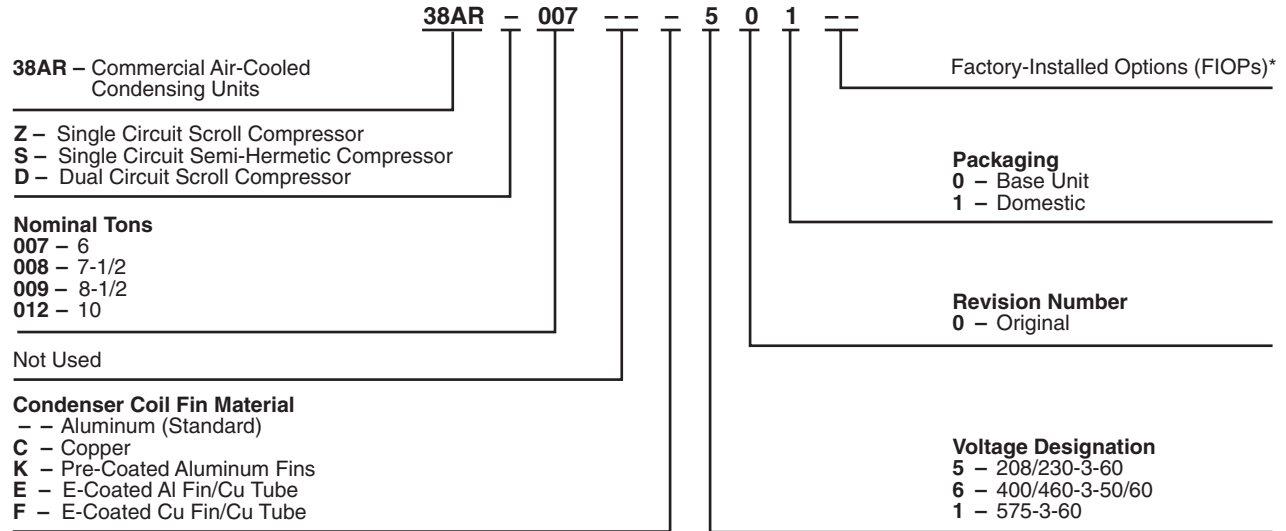 38AR – 007 – – – 5 0 1 – –
38AR – Commercial Air-Cooled
Condensing Units
Z – Single Circuit Scroll Compressor
S – Single Circuit Semi-Hermetic Compressor
D – Dual Circuit Scroll Compressor
Nominal Tons
007 – 6
008 – 7-1/2
009 – 8-1/2
012 – 10
Not Used
Condenser Coil Fin Material
– – Aluminum (Standard)
C – Copper
K – Pre-Coated Aluminum Fins
E – E-Coated Al Fin/Cu Tube
F – E-Coated Cu Fin/Cu Tube
Factory-Installed Options (FIOPs)*
Packaging
0 – Base Unit
1 – Domestic
Revision Number
0 – Original
Voltage Designation
5 – 208/230-3-60
6 – 400/460-3-50/60
1 – 575-3-60